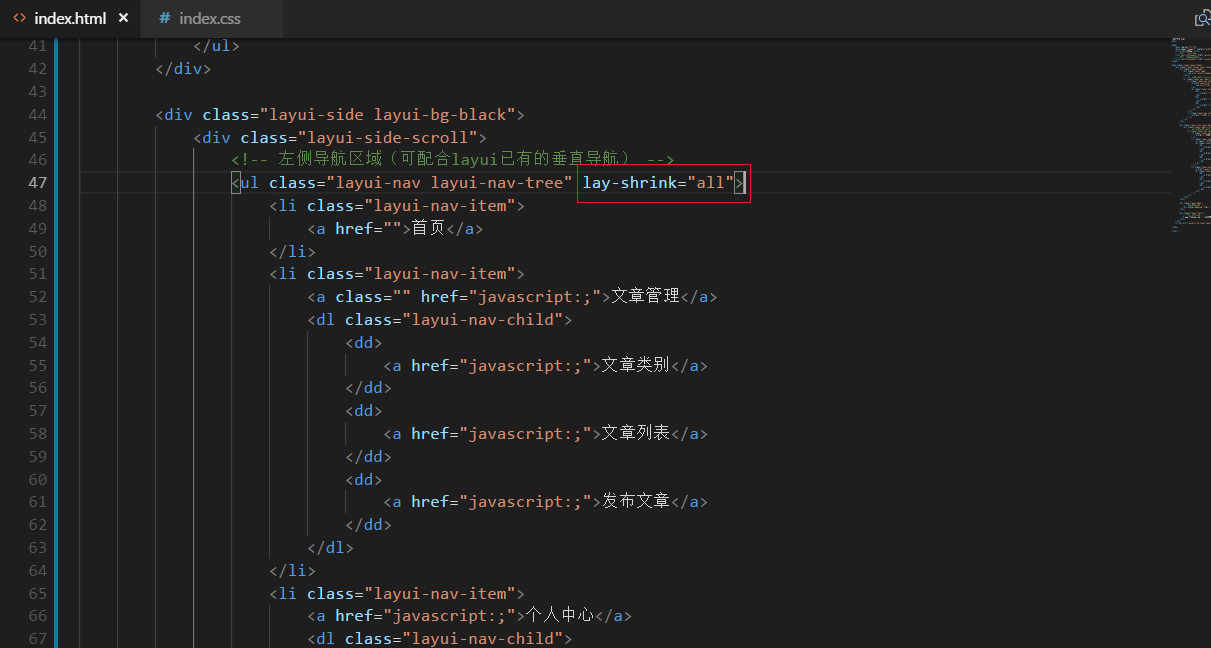 <> index.html × # index.css
41 </ul>
42 </div>
43
44 <div class="layui-side layui-bg-black">
45 <div class="layui-side-scroll">
46 <!-- 左侧导航区域（可配合layui已有的垂直导航） -->
47 <ul class="layui-nav layui-nav-tree" lay-shrink="all">
48 <li class="layui-nav-item">
49 <a href="">首页</a>
50 </li>
51 <li class="layui-nav-item">
52 <a class="" href="javascript:;">文章管理</a>
53 <dl class="layui-nav-child">
54 <dd>
55 <a href="javascript:;">文章类别</a>
56 </dd>
57 <dd>
58 <a href="javascript:;">文章列表</a>
59 </dd>
60 <dd>
61 <a href="javascript:;">发布文章</a>
62 </dd>
63 </dl>
64 </li>
65 <li class="layui-nav-item">
66 <a href="javascript:;">个人中心</a>
67 <dl class="layui-nav-child">